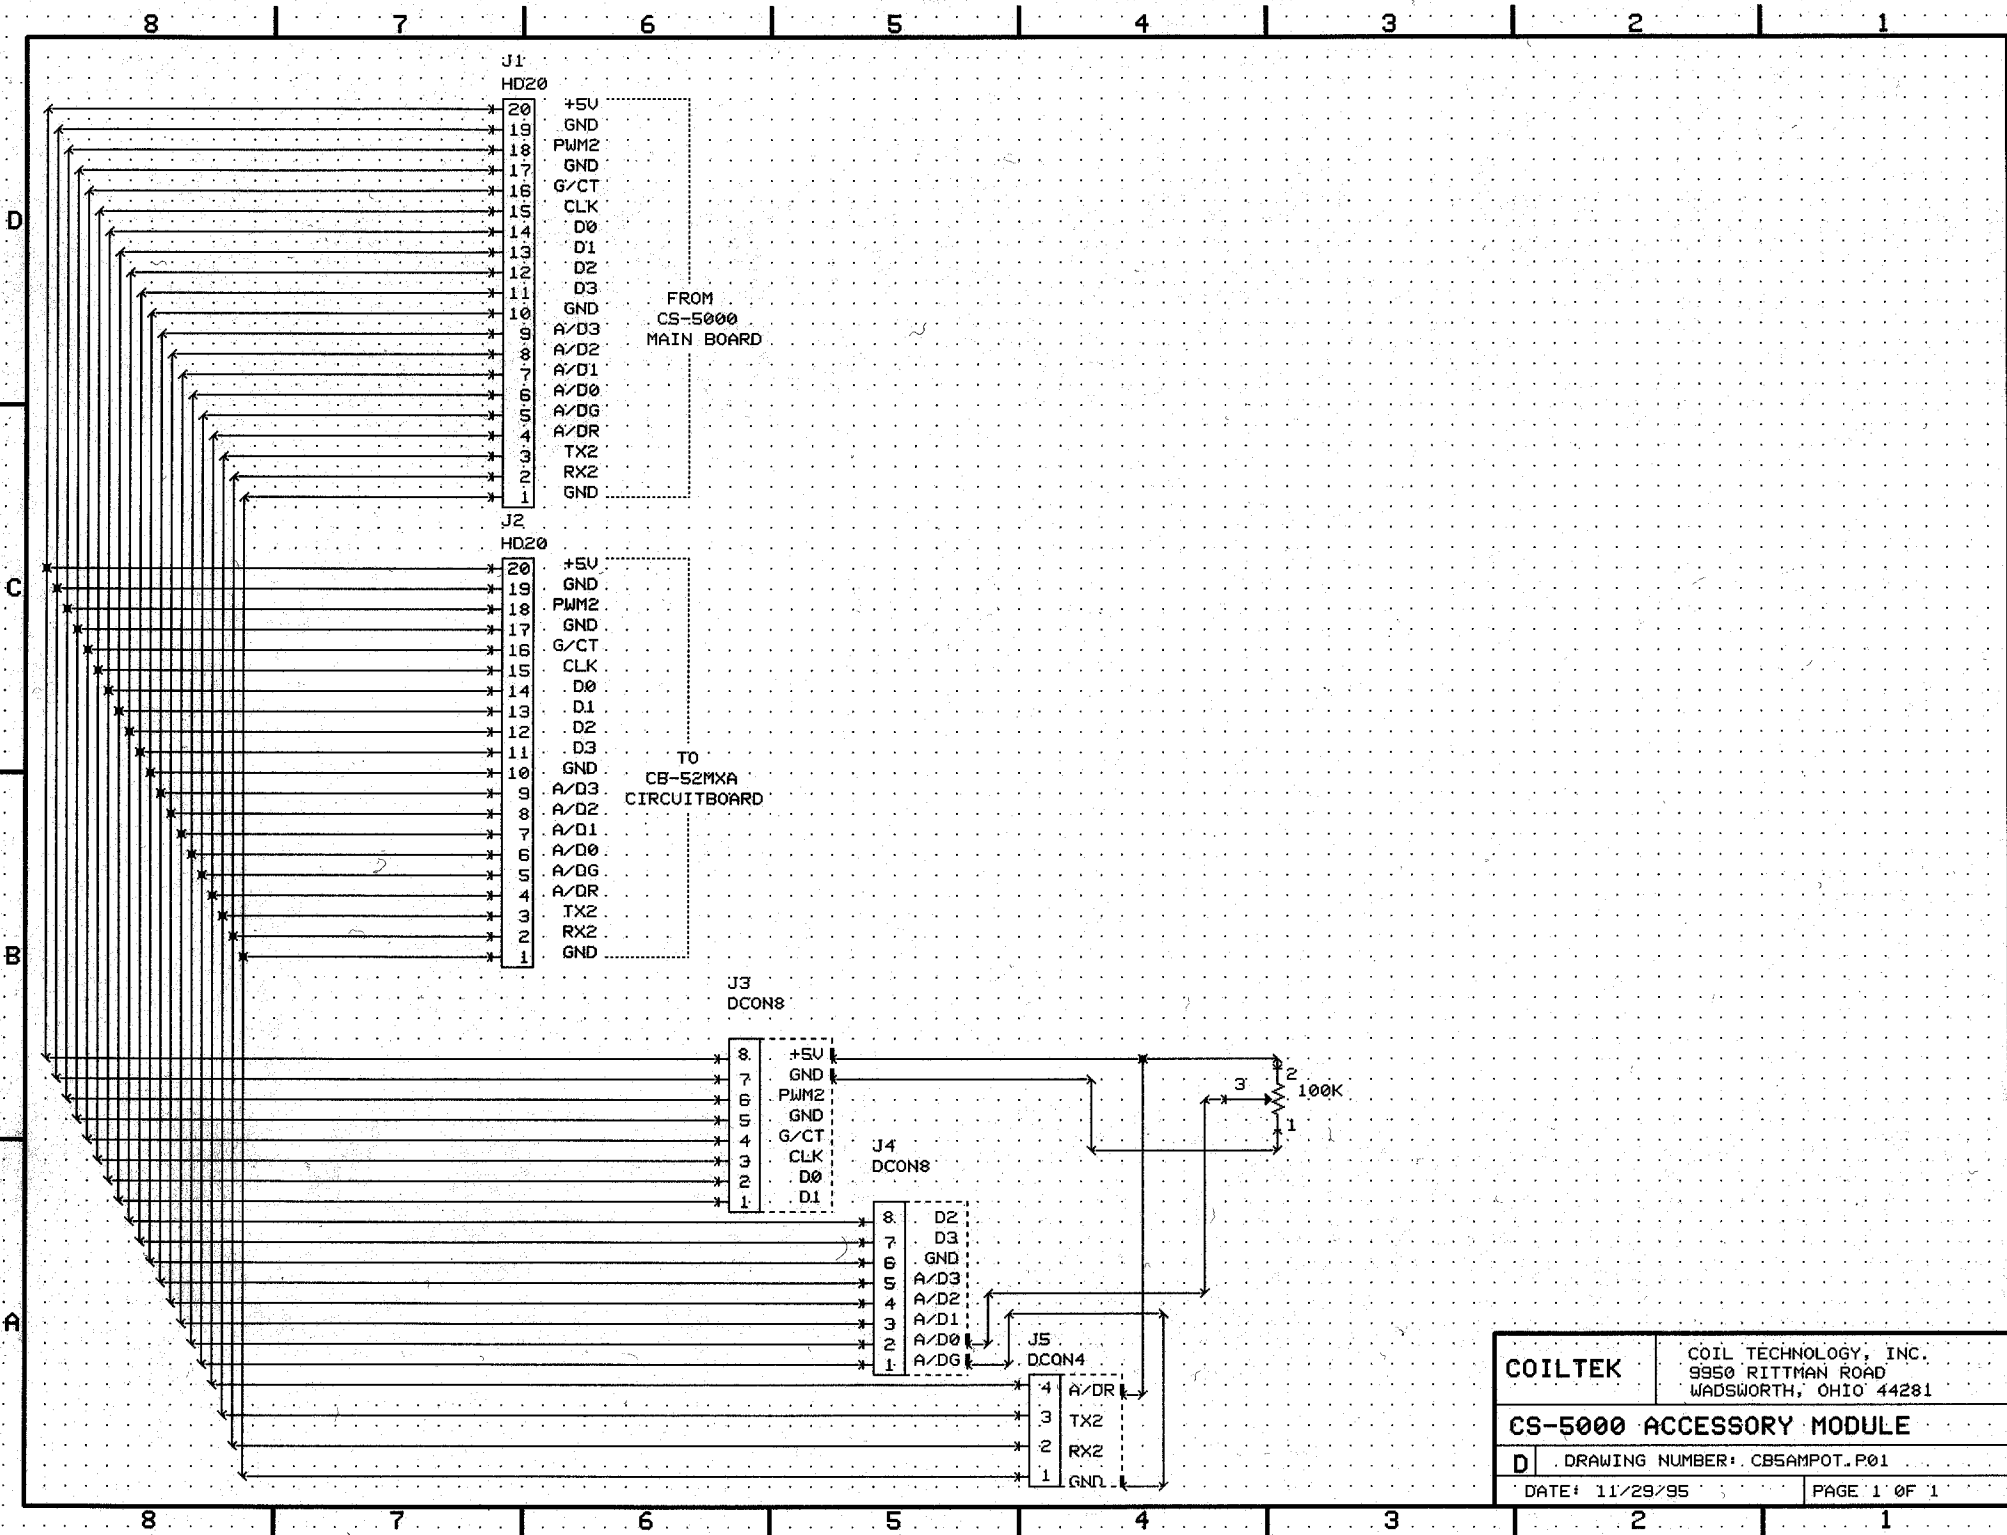 8 7 6 5 4 3 2 1
D
C
B
A
J1
HD20
20 +5V
19 GND
18 PWM2
17 GND
16 G/CT
15 CLK
14 D0
13 D1
12 D2
11 D3
10 GND
9 A/D3
8 A/D2
7 A/D1
6 A/D0
5 A/DG
4 A/DR
3 TX2
2 RX2
1 GND
FROM
CS-5000
MAIN BOARD
J2
HD20
20 +5V
19 GND
18 PWM2
17 GND
16 G/CT
15 CLK
14 D0
13 D1
12 D2
11 D3
10 GND
9 A/D3
8 A/D2
7 A/D1
6 A/D0
5 A/DG
4 A/DR
3 TX2
2 RX2
1 GND
TO
CB-52MXA
CIRCUITBOARD
J3
DCON8
8 +5V
7 GND
6 PWM2
5 GND
4 G/CT
3 CLK
2 D0
1 D1
2
3
100K
1
J4
DCON8
8 D2
7 D3
6 GND
5 A/D3
4 A/D2
3 A/D1
2 A/D0
1 A/DG
J5
DCON4
4 A/DR
3 TX2
2 RX2
1 GND
COILTEK
COIL TECHNOLOGY, INC.
9950 RITTMAN ROAD
WADSWORTH, OHIO 44281
CS-5000 ACCESSORY MODULE
D DRAWING NUMBER: CB5AMPOT.P01
DATE: 11/29/95 PAGE 1 OF 1
8 7 6 5 4 3 2 1